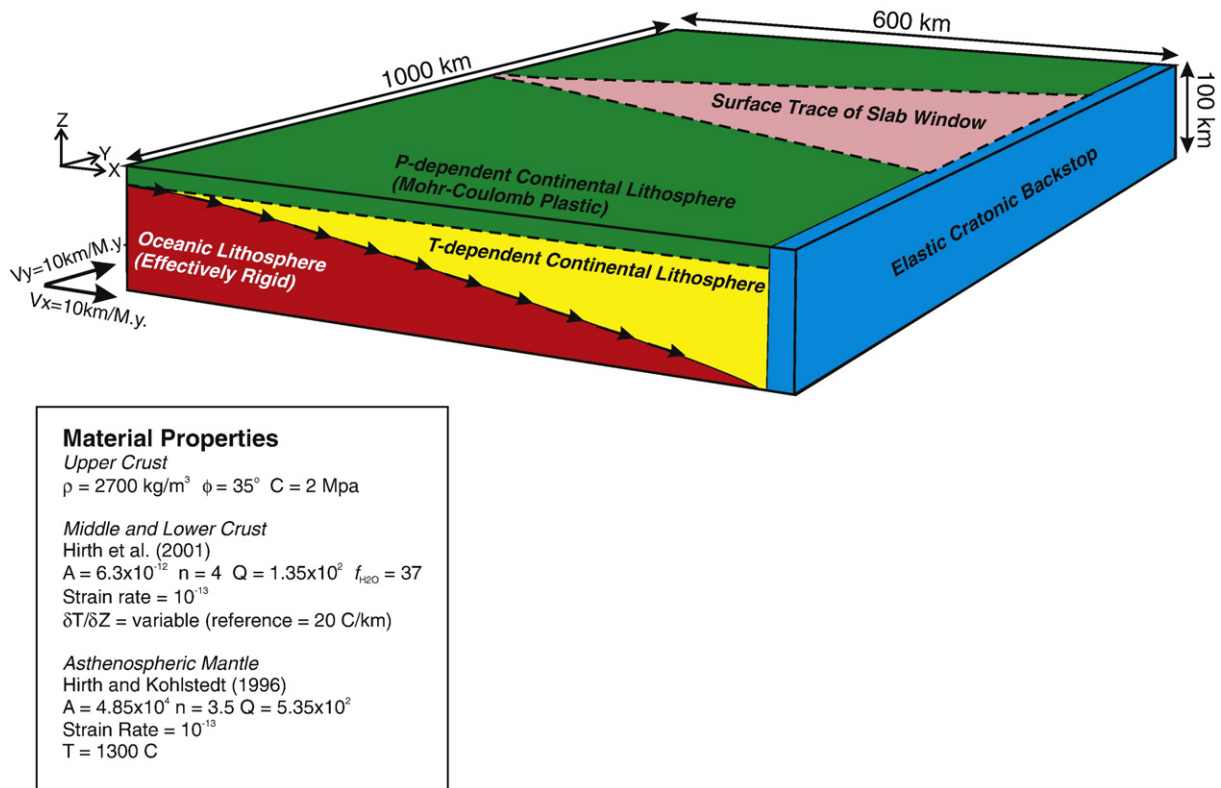 600 km
1000 km
100 km
Surface Trace of Slab Window
Z
Y
X
P-dependent Continental Lithosphere
(Mohr-Coulomb Plastic)
Elastic Cratonic Backstop
T-dependent Continental Lithosphere
Oceanic Lithosphere
(Effectively Rigid)
Vy=10km/M.y.
Vx=10km/M.y.
Material Properties
Upper Crust
ρ = 2700 kg/m³ ϕ = 35° C = 2 Mpa
Middle and Lower Crust
Hirth et al. (2001)
A = 6.3x10⁻¹² n = 4 Q = 1.35x10² f_H2O = 37
Strain rate = 10⁻¹³
δT/δZ = variable (reference = 20 C/km)
Asthenospheric Mantle
Hirth and Kohlstedt (1996)
A = 4.85x10⁴ n = 3.5 Q = 5.35x10²
Strain Rate = 10⁻¹³
T = 1300 C